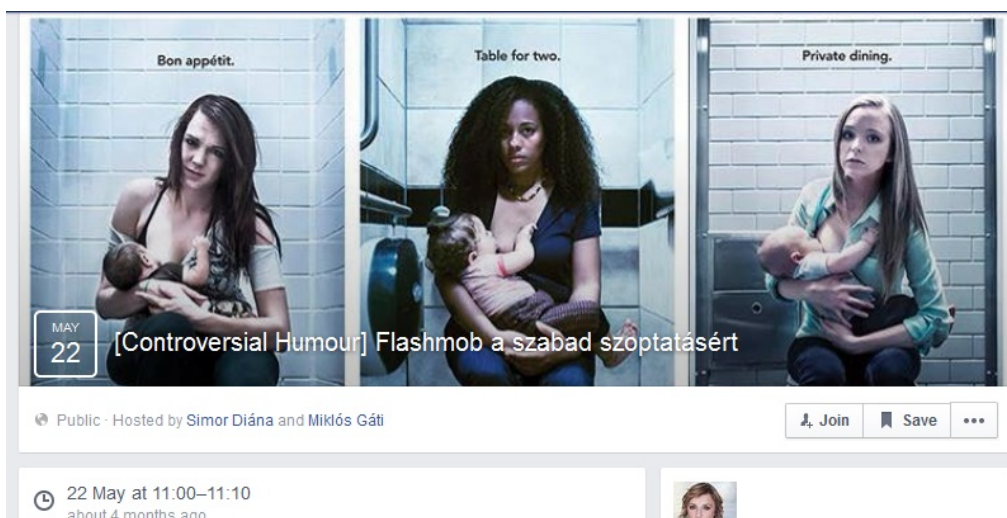 Bon appétit.
Table for two.
Private dining.
MAY
22
[Controversial Humour] Flashmob a szabad szoptatásért
Public · Hosted by Simor Diána and Miklós Gáti
Join
Save
22 May at 11:00–11:10
about 4 months ago